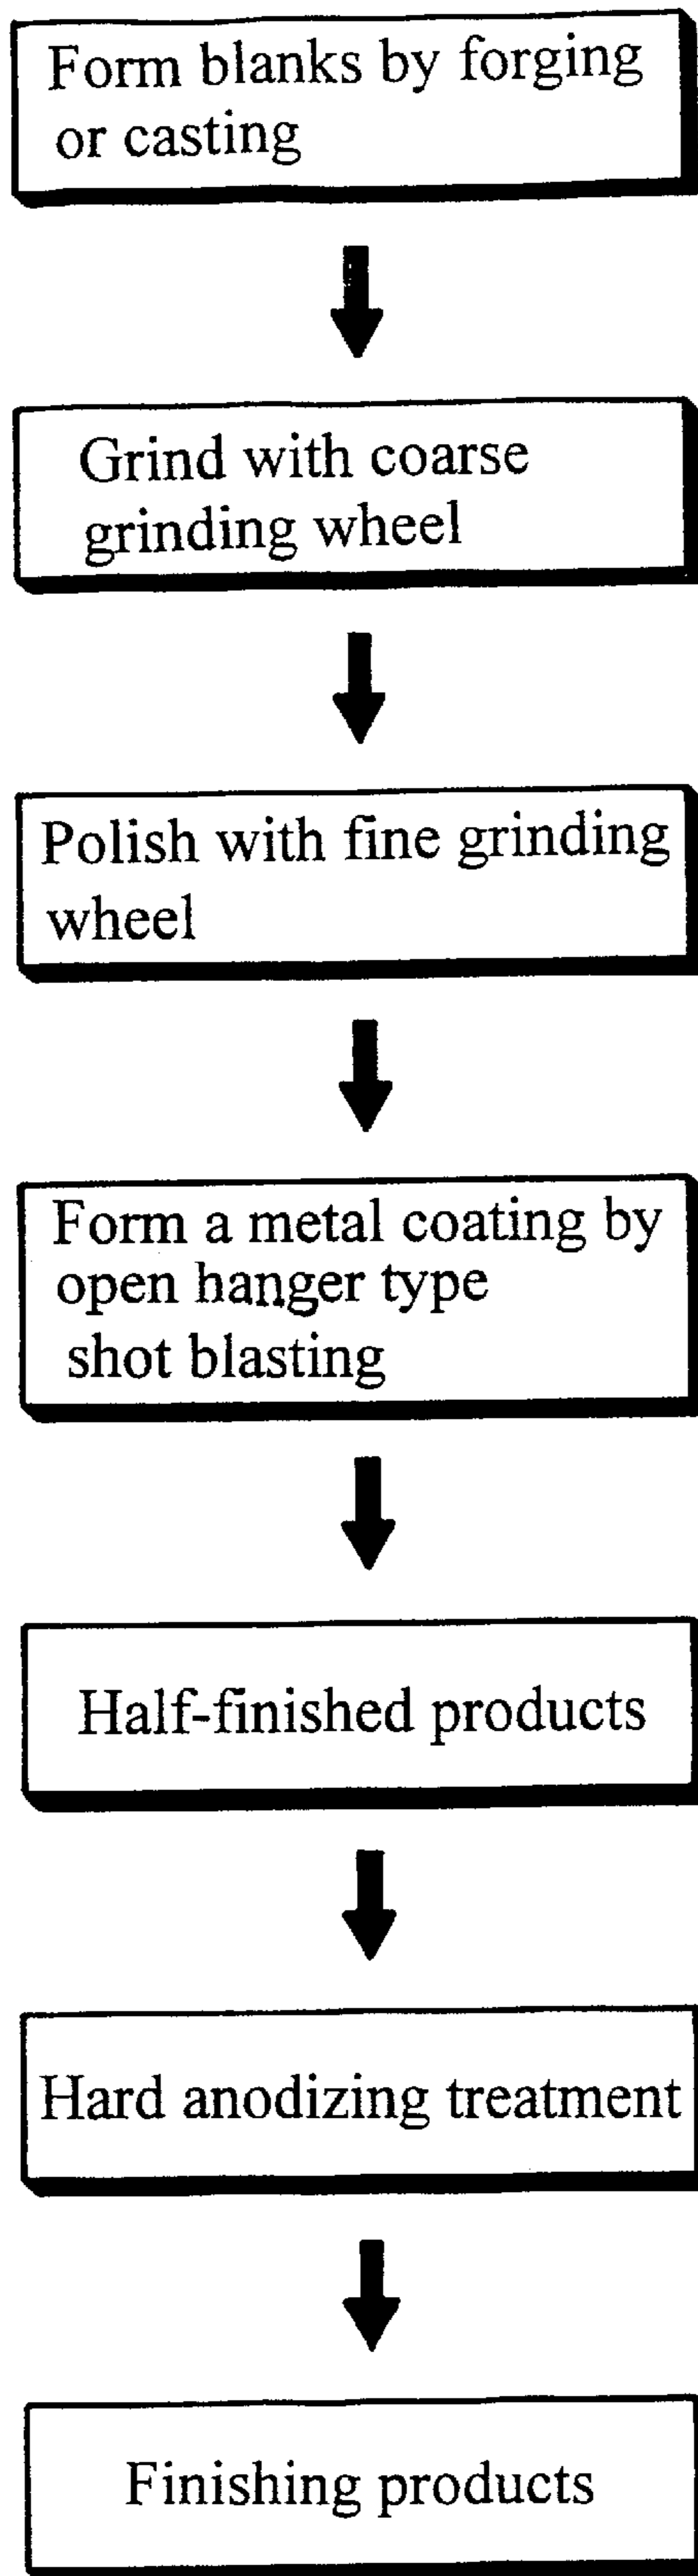 Form blanks by forging
or casting
Grind with coarse
grinding wheel
Polish with fine grinding
wheel
Form a metal coating by
open hanger type
shot blasting
Half-finished products
Hard anodizing treatment
Finishing products